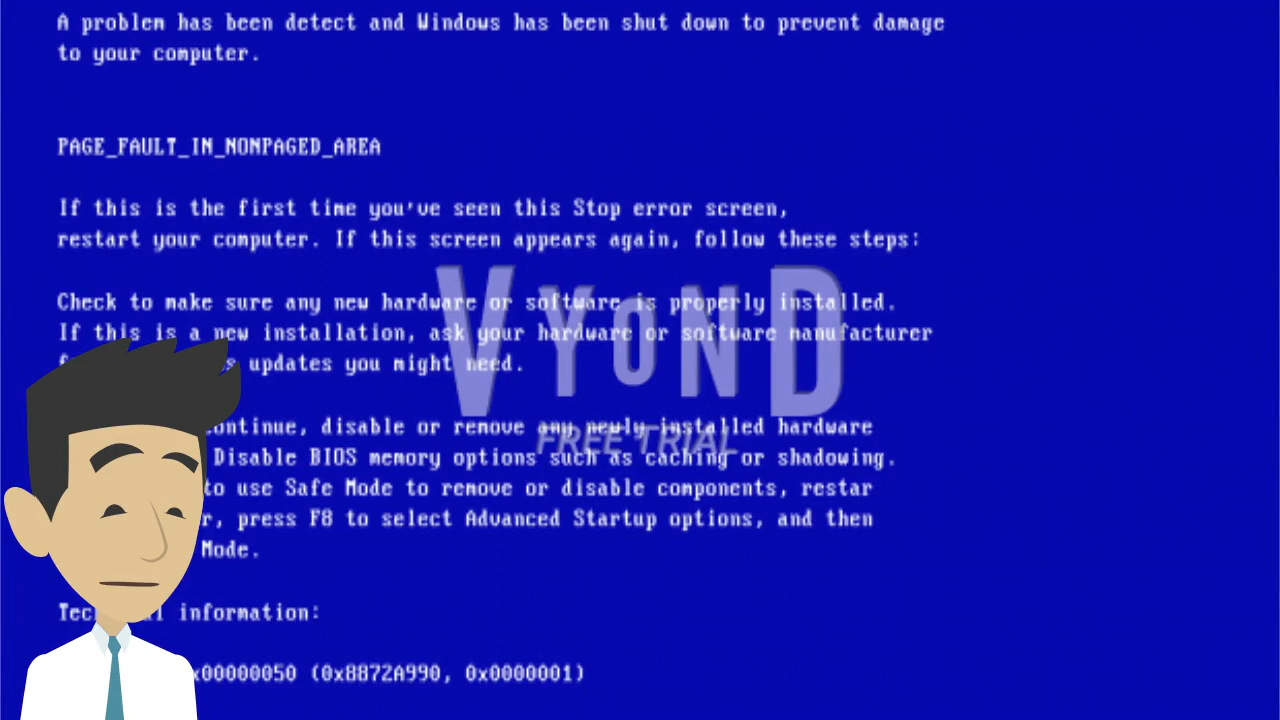 A problem has been detect and Windows has been shut down to prevent damage
to your computer.
PAGE_FAULT_IN_NONPAGED_AREA
If this is the first time you've seen this Stop error screen,
restart your computer. If this screen appears again, follow these steps:
Check to make sure any new hardware or software is properly installed.
If this is a new installation, ask your hardware or software manufacturer
updates you might need.
VYOND
FREE TRIAL
disable or remove any newly installed hardware
Disable BIOS memory options such as caching or shadowing.
to use Safe Mode to remove or disable components, restar
press F8 to select Advanced Startup options, and then
Mode.
information:
(0x8872A990, 0x0000001)